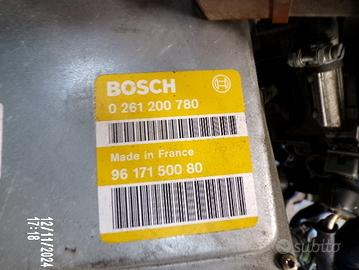 BOSCH
0 261 200 780
Made in France
96 171 500 80
12/11/2024
17:18
subito